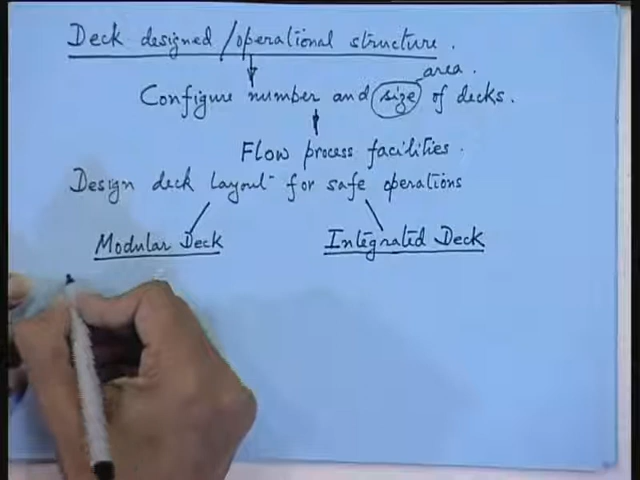 Deck designed/operational structure.
area.
Configure number and size of decks.
Flow process facilities.
Design deck layout for safe operations
Modular Deck Integrated Deck